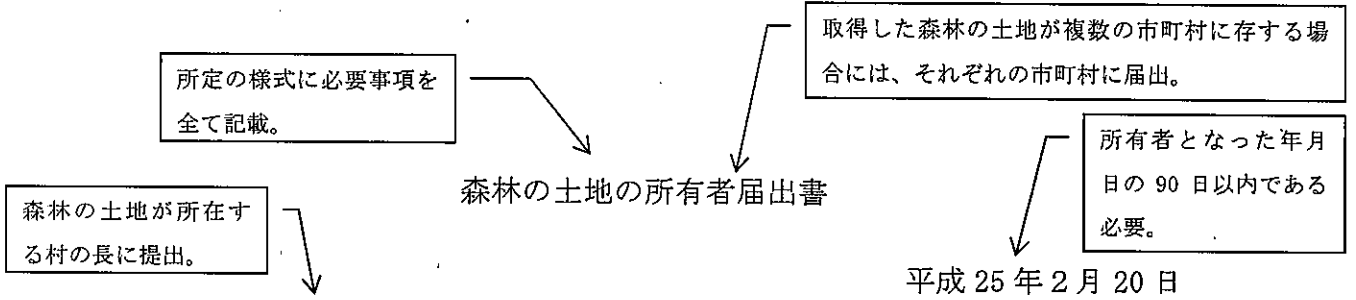 取得した森林の土地が複数の市町村に存する場
合には、それぞれの市町村に届出。
所定の様式に必要事項を
全て記載。
所有者となった年月
日の 90 日以内である
必要。
森林の土地の所有者届出書
森林の土地が所在す
る村の長に提出。
平成 25 年 2 月 20 日